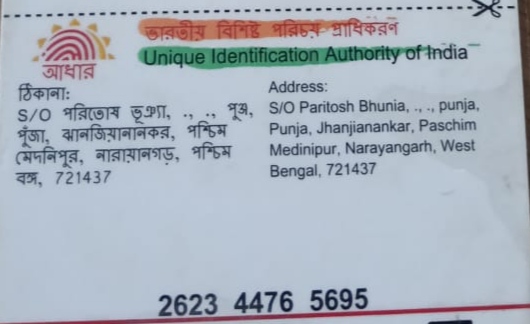 ভারতীয় বিশিষ্ট পরিচয় প্রাধিকরণ
Unique Identification Authority of India
আধার
ঠিকানা:
S/O পরিতোষ ভূঞ্যা, ., ., পুঞ্জা,
পুঁজা, ঝানজিয়ানানকর, পশ্চিম
মেদনিপুর, নারায়ানগড়, পশ্চিম
বঙ্গ, 721437
Address:
S/O Paritosh Bhunia, ., ., punja,
Punja, Jhanjianankar, Paschim
Medinipur, Narayangarh, West
Bengal, 721437
2623 4476 5695